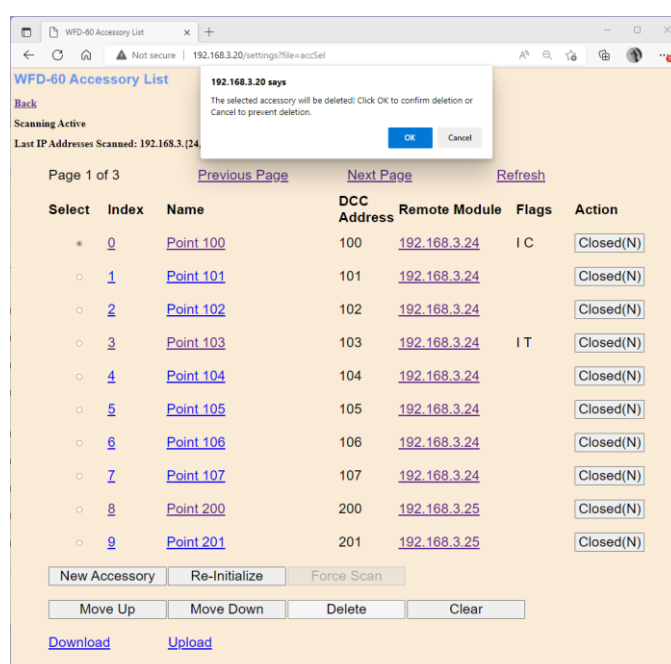 WFD-60 Accessory List
Not secure | 192.168.3.20/settings?file=accSel
WFD-60 Accessory List
192.168.3.20 says
The selected accessory will be deleted! Click OK to confirm deletion or
Cancel to prevent deletion.
OK Cancel
Back
Scanning Active
Last IP Addresses Scanned: 192.168.3.[24,
Page 1 of 3 Previous Page Next Page Refresh
Select Index Name DCC Address Remote Module Flags Action
0 Point 100 100 192.168.3.24 I C Closed(N)
1 Point 101 101 192.168.3.24 Closed(N)
2 Point 102 102 192.168.3.24 Closed(N)
3 Point 103 103 192.168.3.24 I T Closed(N)
4 Point 104 104 192.168.3.24 Closed(N)
5 Point 105 105 192.168.3.24 Closed(N)
6 Point 106 106 192.168.3.24 Closed(N)
7 Point 107 107 192.168.3.24 Closed(N)
8 Point 200 200 192.168.3.25 Closed(N)
9 Point 201 201 192.168.3.25 Closed(N)
New Accessory Re-Initialize Force Scan
Move Up Move Down Delete Clear
Download Upload